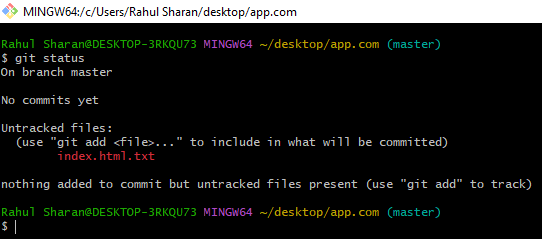 MINGW64:/c/Users/Rahul Sharan/desktop/app.com
Rahul Sharan@DESKTOP-3RKQU73 MINGW64 ~/desktop/app.com (master)
$ git status
On branch master
No commits yet
Untracked files:
(use "git add <file>..." to include in what will be committed)
index.html.txt
nothing added to commit but untracked files present (use "git add" to track)
Rahul Sharan@DESKTOP-3RKQU73 MINGW64 ~/desktop/app.com (master)
$